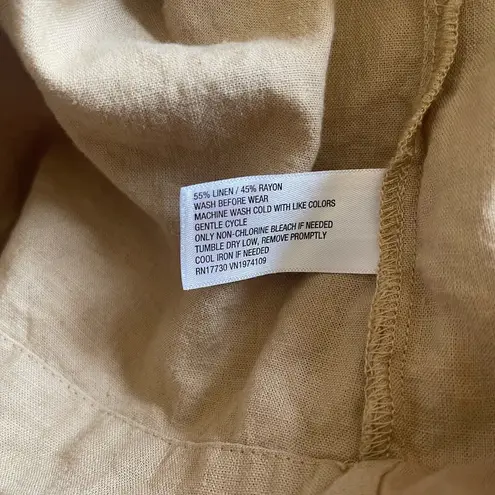 55% LINEN / 45% RAYON
WASH BEFORE WEAR
MACHINE WASH COLD WITH LIKE COLORS
GENTLE CYCLE
ONLY NON-CHLORINE BLEACH IF NEEDED
TUMBLE DRY LOW, REMOVE PROMPTLY
COOL IRON IF NEEDED
RN17730 VN1974109